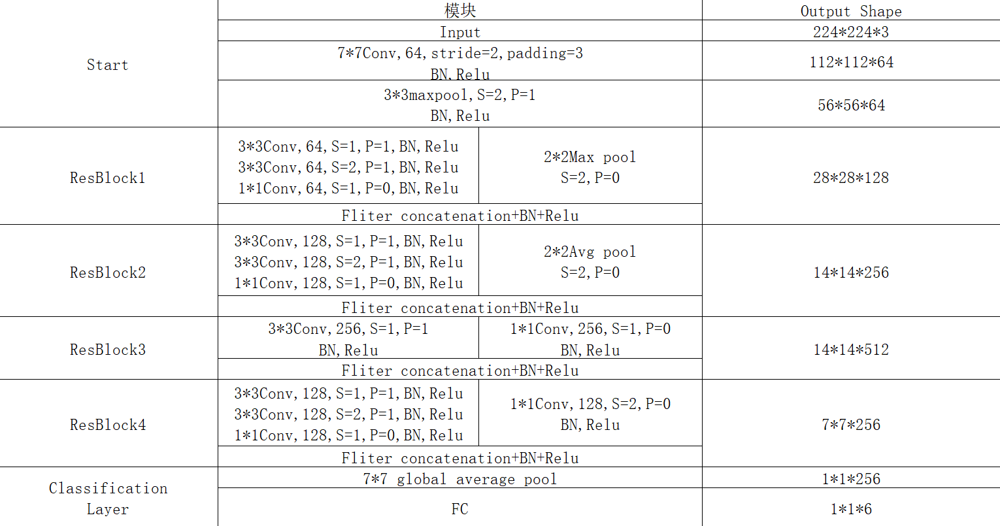 模块
Output Shape
Start
Input
224*224*3
7*7Conv,64,stride=2,padding=3
BN,Relu
112*112*64
3*3maxpool,S=2,P=1
BN,Relu
56*56*64
ResBlock1
3*3Conv,64,S=1,P=1,BN,Relu
3*3Conv,64,S=2,P=1,BN,Relu
1*1Conv,64,S=1,P=0,BN,Relu
2*2Max pool
S=2,P=0
Fliter concatenation+BN+Relu
28*28*128
ResBlock2
3*3Conv,128,S=1,P=1,BN,Relu
3*3Conv,128,S=2,P=1,BN,Relu
1*1Conv,128,S=1,P=0,BN,Relu
2*2Avg pool
S=2,P=0
Fliter concatenation+BN+Relu
14*14*256
ResBlock3
3*3Conv,256,S=1,P=1
BN,Relu
1*1Conv,256,S=1,P=0
BN,Relu
Fliter concatenation+BN+Relu
14*14*512
ResBlock4
3*3Conv,128,S=1,P=1,BN,Relu
3*3Conv,128,S=2,P=1,BN,Relu
1*1Conv,128,S=1,P=0,BN,Relu
1*1Conv,128,S=2,P=0
BN,Relu
Fliter concatenation+BN+Relu
7*7*256
Classification
Layer
7*7 global average pool
1*1*256
FC
1*1*6